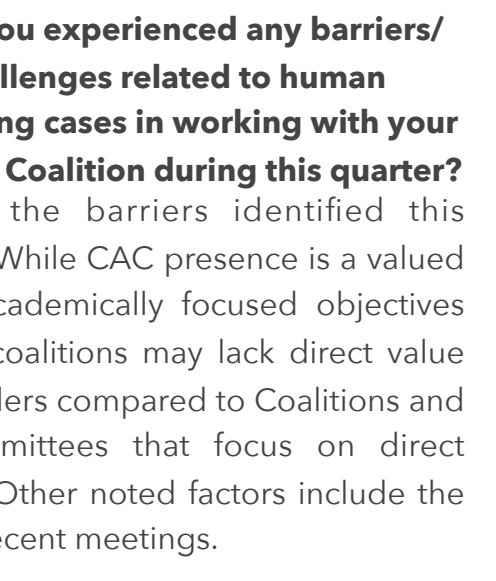 ou experienced any barriers/
llenges related to human
ng cases in working with your
Coalition during this quarter?
the barriers identified this
While CAC presence is a valued
cademically focused objectives
coalitions may lack direct value
ders compared to Coalitions and
mittees that focus on direct
Other noted factors include the
ecent meetings.